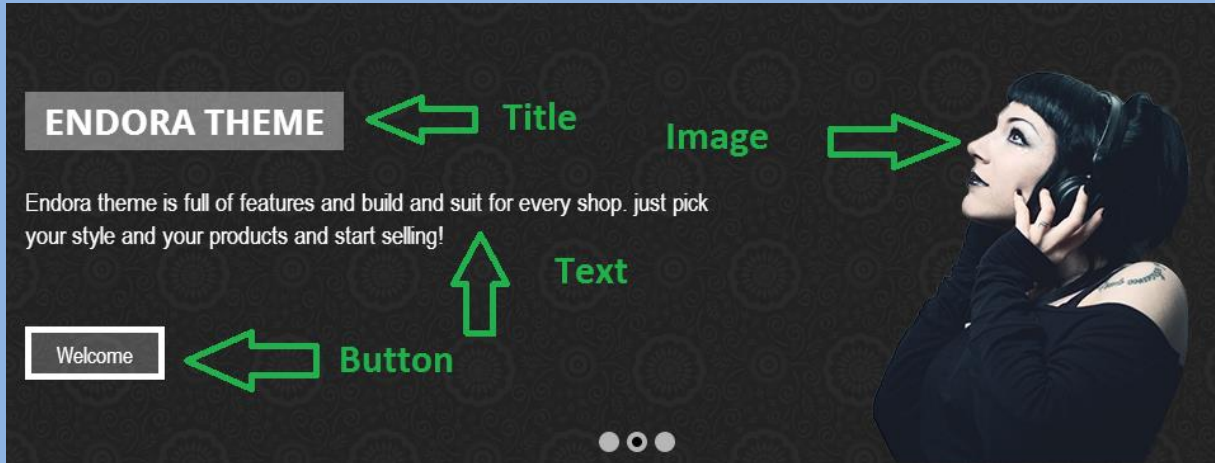 ENDORA THEME
Title
Image
Endora theme is full of features and build and suit for every shop. just pick
your style and your products and start selling!
Text
Welcome
Button